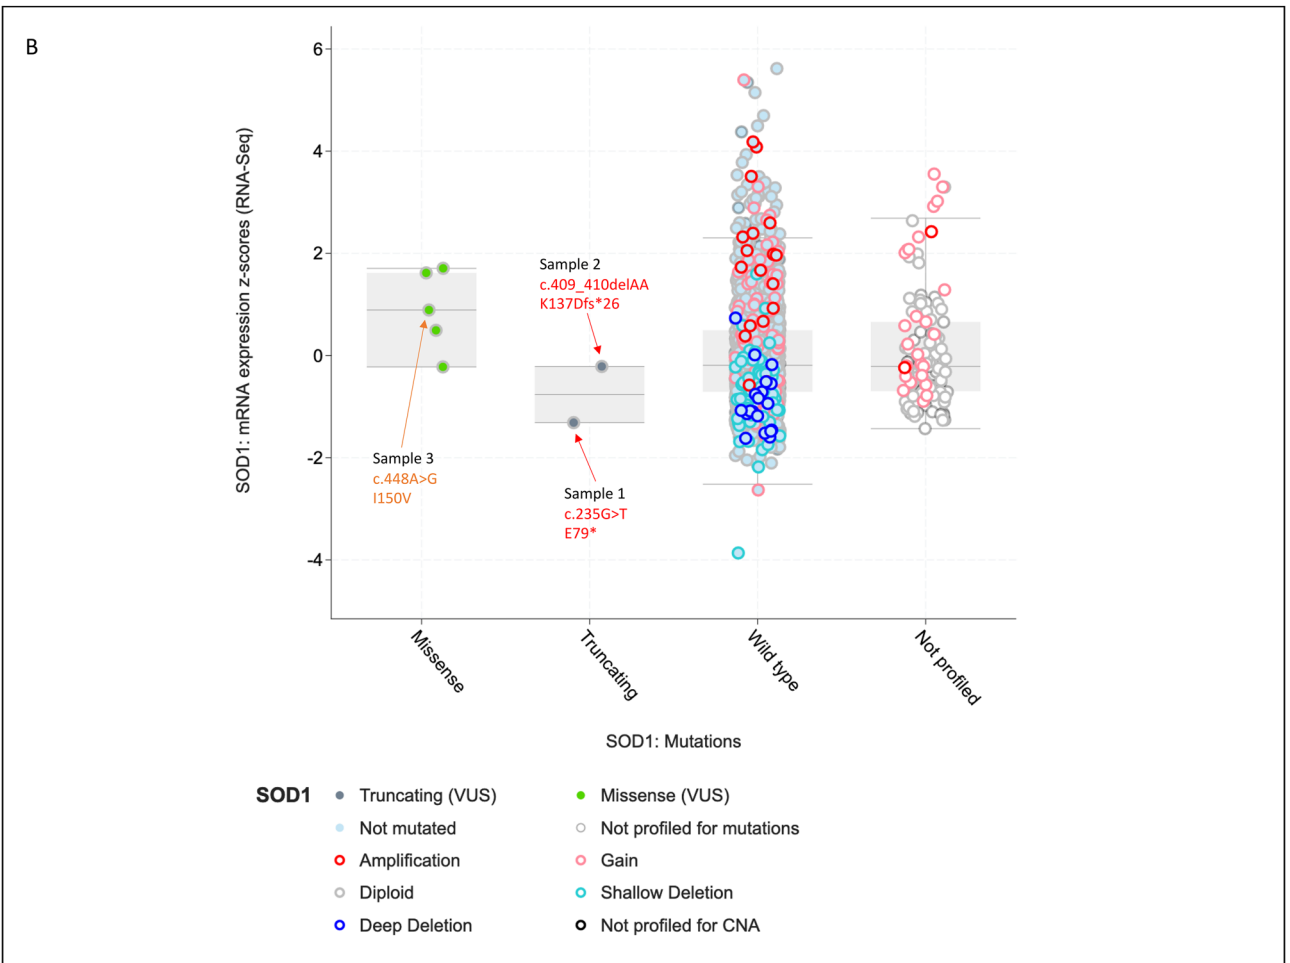 B
SOD1: mRNA expression z-scores (RNA-Seq)
6
4
2
0
-2
-4
Sample 2
c.409_410delAA
K137Dfs*26
Sample 3
c.448A>G
I150V
Sample 1
c.235G>T
E79*
Missense
Truncating
Wild type
Not profiled
SOD1: Mutations
SOD1
Truncating (VUS)
Missense (VUS)
Not mutated
Not profiled for mutations
Amplification
Gain
Diploid
Shallow Deletion
Deep Deletion
Not profiled for CNA